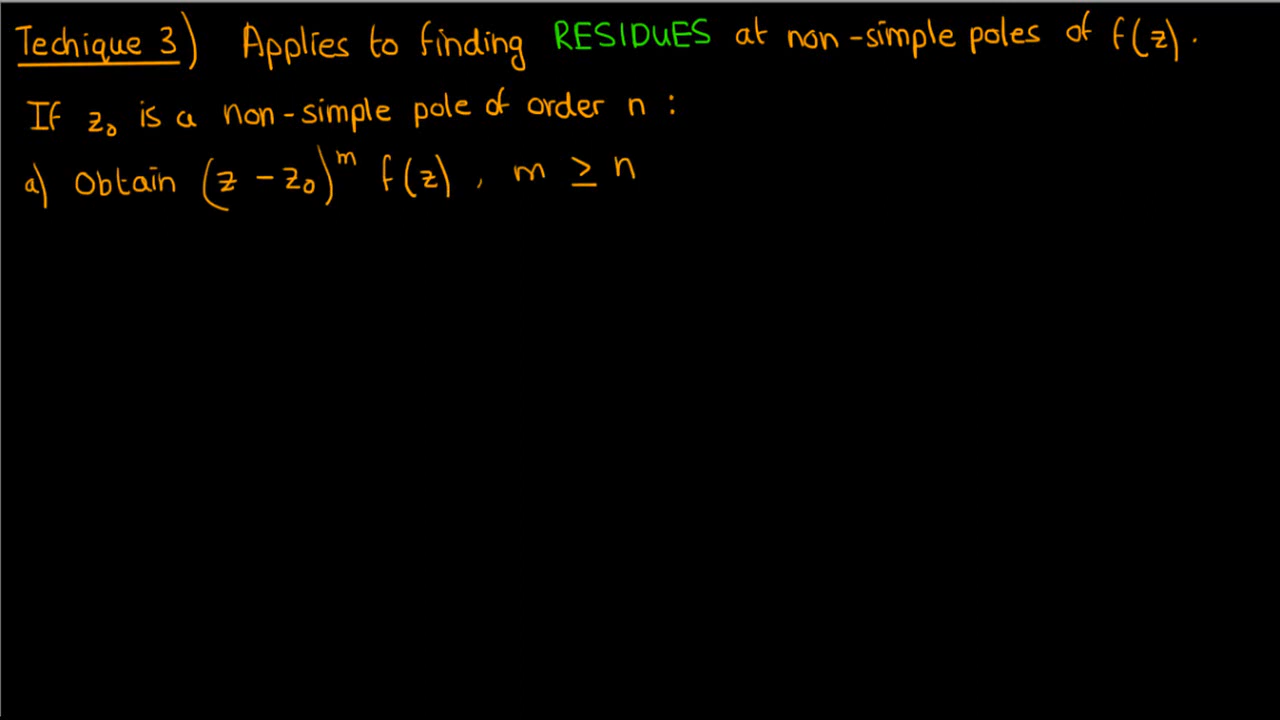 Techique 3) Applies to finding RESIDUES at non-simple poles of f(z).
If z₀ is a non-simple pole of order n :
a) Obtain (z - z₀)ᵐ f(z) , m ≥ n